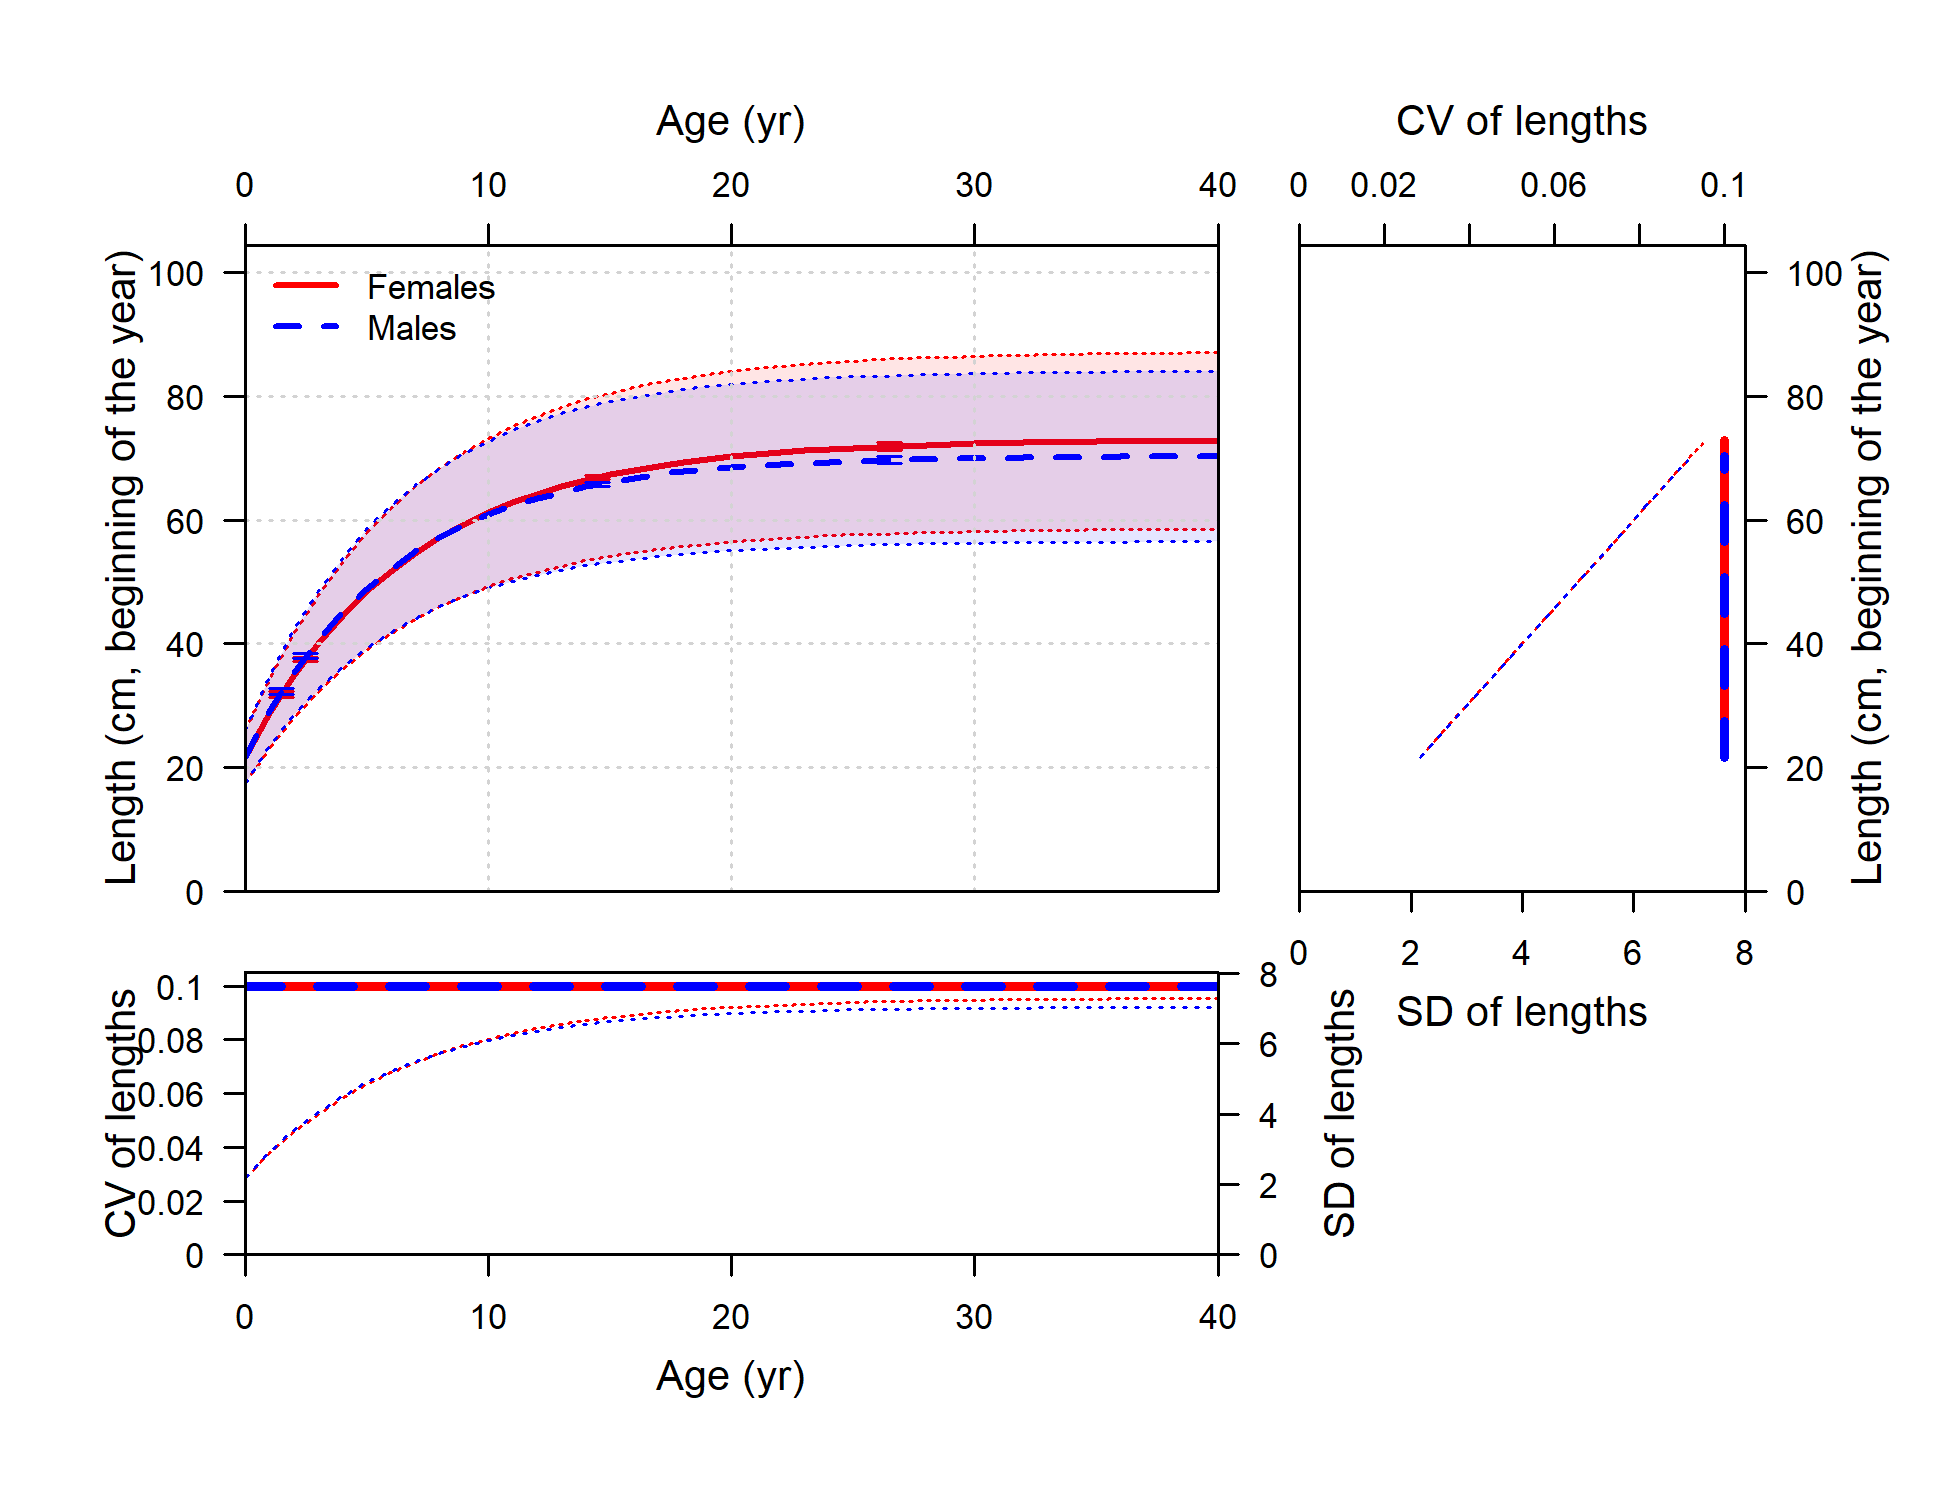 Age (yr)
CV of lengths
0 10 20 30 40
0 0.02 0.06 0.1
Length (cm, beginning of the year)
100
80
60
40
20
0
Females
Males
100
80
60
40
20
0
Length (cm, beginning of the year)
0 2 4 6 8
SD of lengths
CV of lengths
0.1
0.08
0.06
0.04
0.02
0
8
6
4
2
0
SD of lengths
0 10 20 30 40
Age (yr)